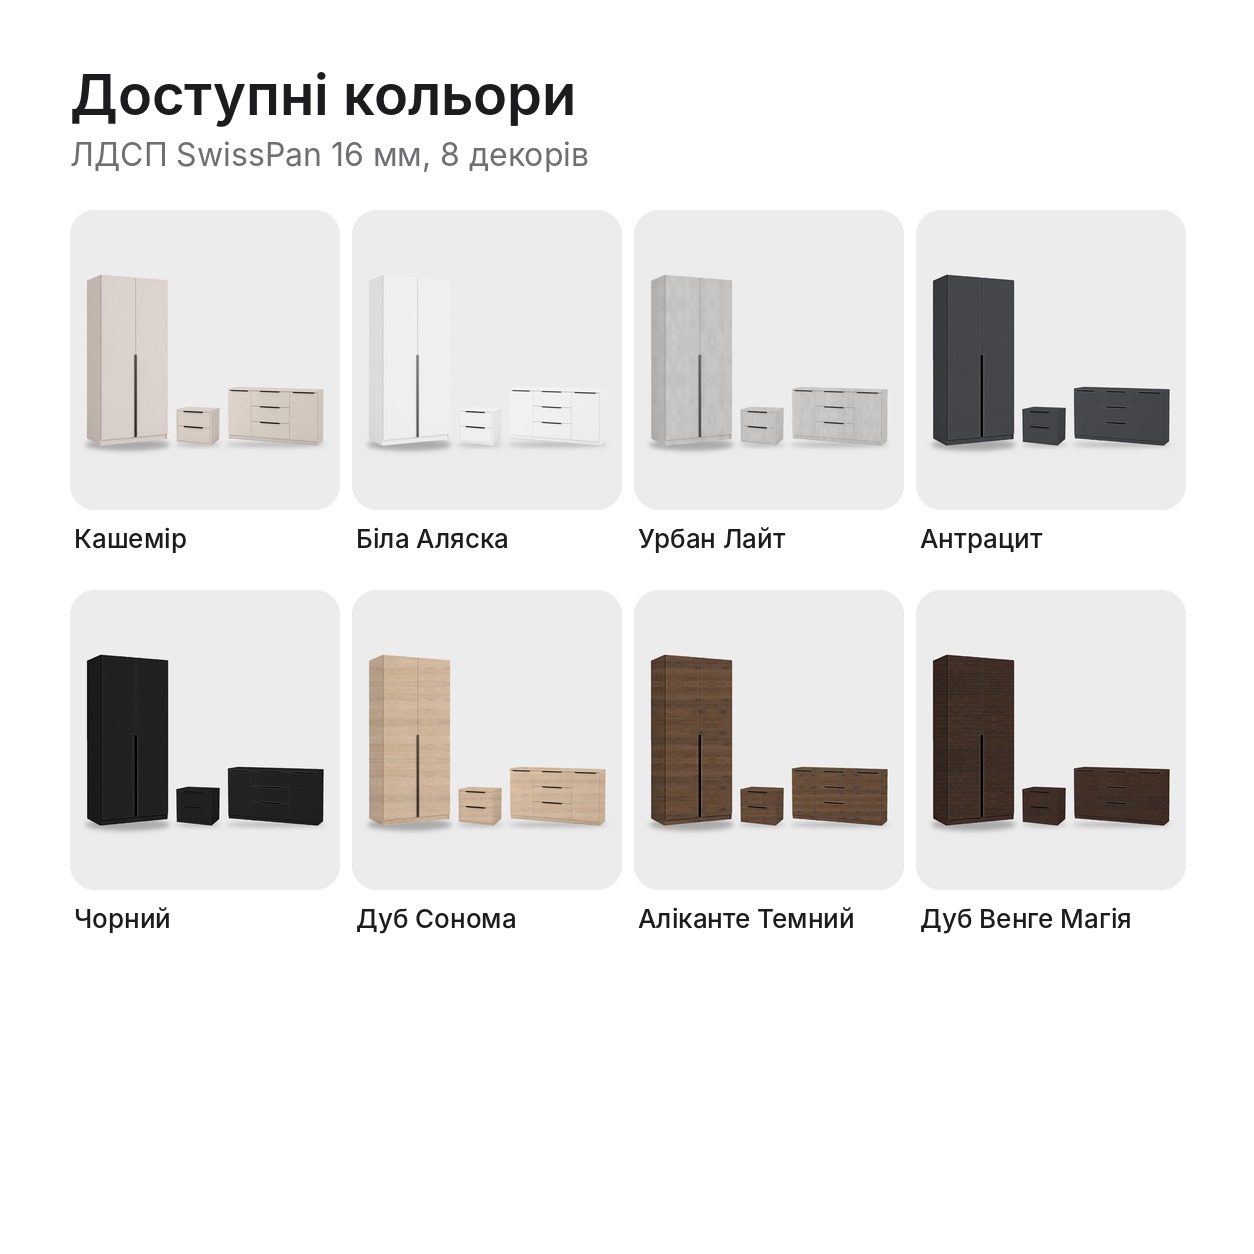 Доступні кольори
ЛДСП SwissPan 16 мм, 8 декорів
Кашемір
Біла Аляска
Урбан Лайт
Антрацит
Чорний
Дуб Сонома
Аліканте Темний
Дуб Венге Магія